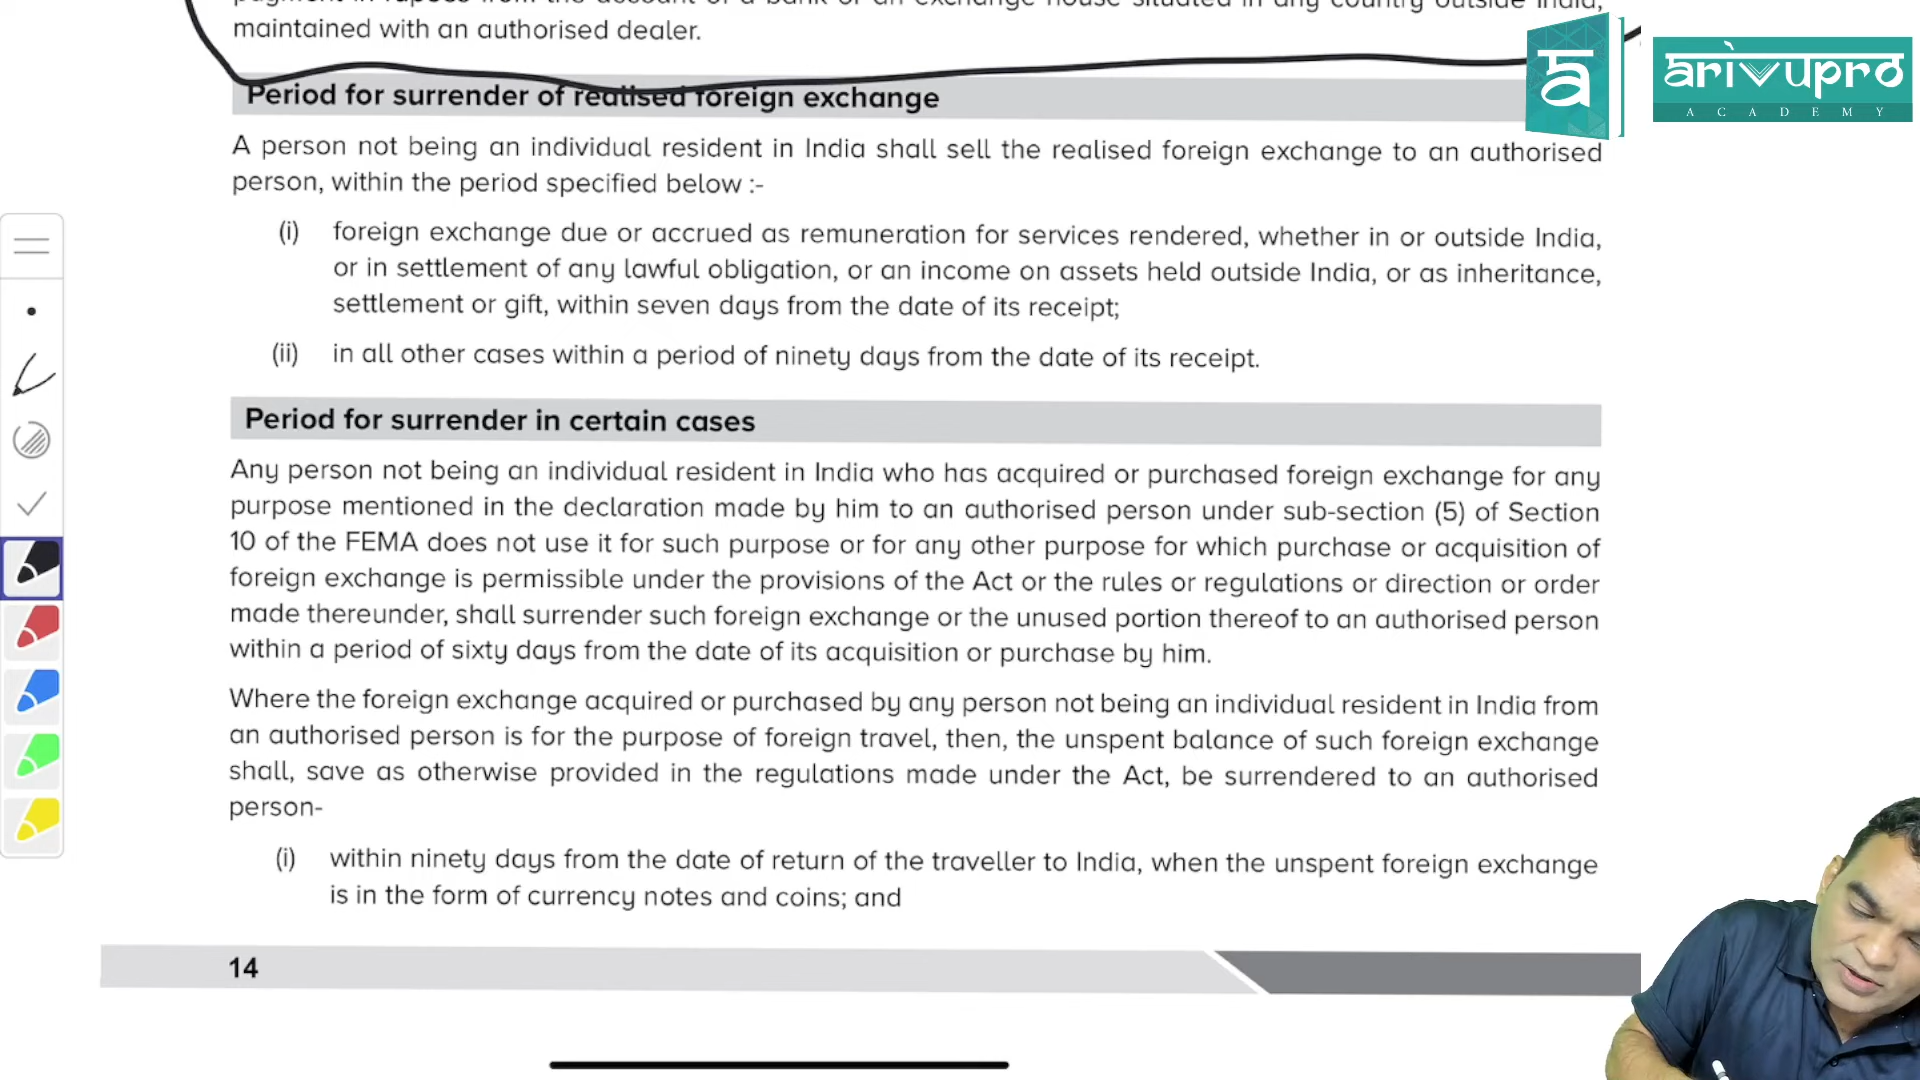 maintained with an authorised dealer.
ā
arivupro
ACADEMY
Period for surrender of realised foreign exchange
A person not being an individual resident in India shall sell the realised foreign exchange to an authorised
person, within the period specified below :-
(i) foreign exchange due or accrued as remuneration for services rendered, whether in or outside India,
or in settlement of any lawful obligation, or an income on assets held outside India, or as inheritance,
settlement or gift, within seven days from the date of its receipt;
(ii) in all other cases within a period of ninety days from the date of its receipt.
Period for surrender in certain cases
Any person not being an individual resident in India who has acquired or purchased foreign exchange for any
purpose mentioned in the declaration made by him to an authorised person under sub-section (5) of Section
10 of the FEMA does not use it for such purpose or for any other purpose for which purchase or acquisition of
foreign exchange is permissible under the provisions of the Act or the rules or regulations or direction or order
made thereunder, shall surrender such foreign exchange or the unused portion thereof to an authorised person
within a period of sixty days from the date of its acquisition or purchase by him.
Where the foreign exchange acquired or purchased by any person not being an individual resident in India from
an authorised person is for the purpose of foreign travel, then, the unspent balance of such foreign exchange
shall, save as otherwise provided in the regulations made under the Act, be surrendered to an authorised
person-
(i) within ninety days from the date of return of the traveller to India, when the unspent foreign exchange
is in the form of currency notes and coins; and
14